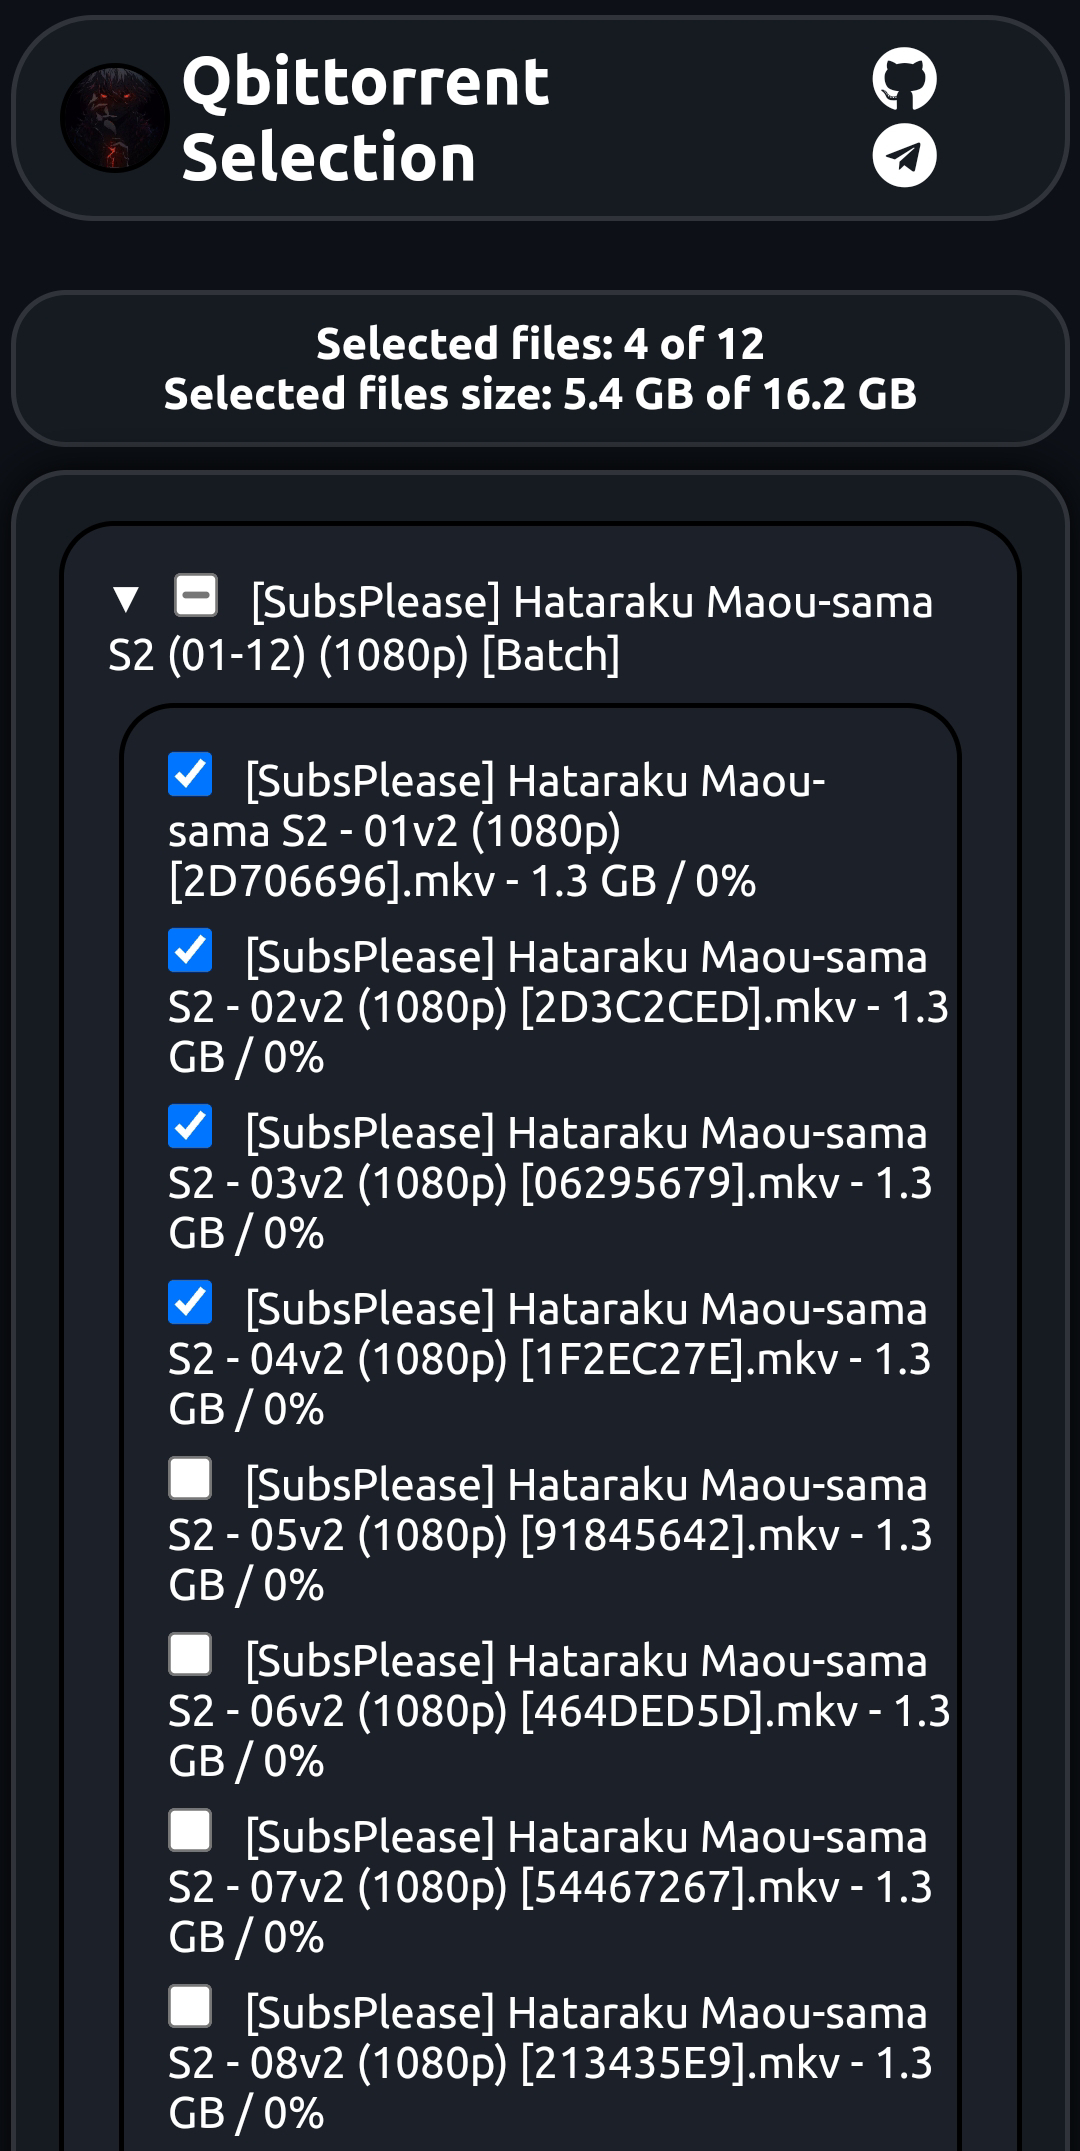 Qbittorrent
Selection
Selected files: 4 of 12
Selected files size: 5.4 GB of 16.2 GB
[SubsPlease] Hataraku Maou-sama
S2 (01-12) (1080p) [Batch]
[SubsPlease] Hataraku Maou-
sama S2 - 01v2 (1080p)
[2D706696].mkv - 1.3 GB / 0%
[SubsPlease] Hataraku Maou-sama
S2 - 02v2 (1080p) [2D3C2CED].mkv - 1.3
GB / 0%
[SubsPlease] Hataraku Maou-sama
S2 - 03v2 (1080p) [06295679].mkv - 1.3
GB / 0%
[SubsPlease] Hataraku Maou-sama
S2 - 04v2 (1080p) [1F2EC27E].mkv - 1.3
GB / 0%
[SubsPlease] Hataraku Maou-sama
S2 - 05v2 (1080p) [91845642].mkv - 1.3
GB / 0%
[SubsPlease] Hataraku Maou-sama
S2 - 06v2 (1080p) [464DED5D].mkv - 1.3
GB / 0%
[SubsPlease] Hataraku Maou-sama
S2 - 07v2 (1080p) [54467267].mkv - 1.3
GB / 0%
[SubsPlease] Hataraku Maou-sama
S2 - 08v2 (1080p) [213435E9].mkv - 1.3
GB / 0%